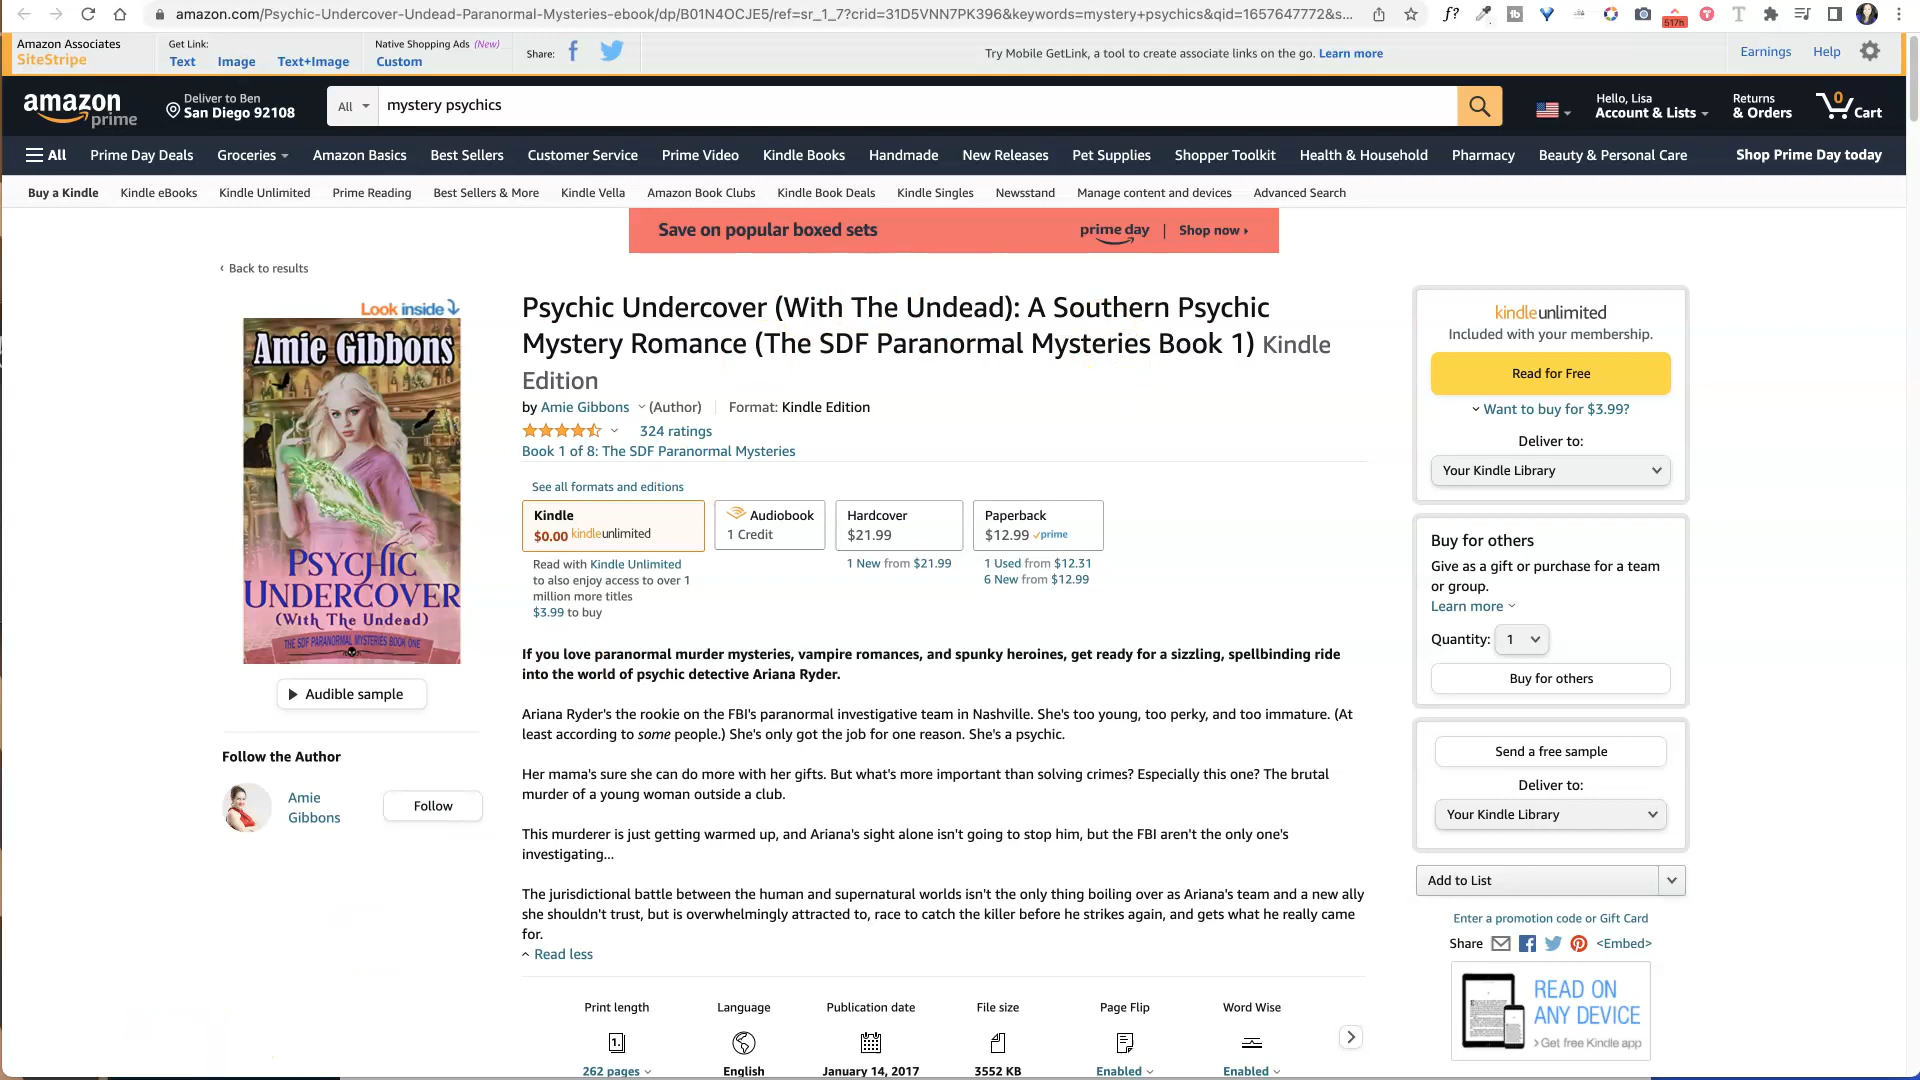 amazon.com/Psychic-Undercover-Undead-Paranormal-Mysteries-ebook/dp/B01N4OCJE5/ref=sr_1_7?crid=31D5VNN7PK396&keywords=mystery+psychics&qid=1657647772&s...
517h
Amazon Associates
SiteStripe
Get Link:
Text Image Text+Image
Native Shopping Ads (New)
Custom
Share:
Try Mobile GetLink, a tool to create associate links on the go. Learn more
Earnings Help
amazon prime
Deliver to Ben
San Diego 92108
All
mystery psychics
Hello, Lisa
Account & Lists
Returns
& Orders
0
Cart
All Prime Day Deals Groceries Amazon Basics Best Sellers Customer Service Prime Video Kindle Books Handmade New Releases Pet Supplies Shopper Toolkit Health & Household Pharmacy Beauty & Personal Care Shop Prime Day today
Buy a Kindle Kindle eBooks Kindle Unlimited Prime Reading Best Sellers & More Kindle Vella Amazon Book Clubs Kindle Book Deals Kindle Singles Newsstand Manage content and devices Advanced Search
Save on popular boxed sets prime day | Shop now ›
‹ Back to results
Look inside
Amie Gibbons
Psychic
Undercover
(With The Undead)
THE SDF PARANORMAL MYSTERIES BOOK ONE
Audible sample
Follow the Author
Amie
Gibbons
Follow
Psychic Undercover (With The Undead): A Southern Psychic
Mystery Romance (The SDF Paranormal Mysteries Book 1) Kindle
Edition
by Amie Gibbons (Author) Format: Kindle Edition
324 ratings
Book 1 of 8: The SDF Paranormal Mysteries
See all formats and editions
Kindle
$0.00 kindleunlimited
Read with Kindle Unlimited
to also enjoy access to over 1
million more titles
$3.99 to buy
Audiobook
1 Credit
Hardcover
$21.99
1 New from $21.99
Paperback
$12.99 prime
1 Used from $12.31
6 New from $12.99
If you love paranormal murder mysteries, vampire romances, and spunky heroines, get ready for a sizzling, spellbinding ride
into the world of psychic detective Ariana Ryder.
Ariana Ryder's the rookie on the FBI's paranormal investigative team in Nashville. She's too young, too perky, and too immature. (At
least according to some people.) She's only got the job for one reason. She's a psychic.
Her mama's sure she can do more with her gifts. But what's more important than solving crimes? Especially this one? The brutal
murder of a young woman outside a club.
This murderer is just getting warmed up, and Ariana's sight alone isn't going to stop him, but the FBI aren't the only one's
investigating...
The jurisdictional battle between the human and supernatural worlds isn't the only thing boiling over as Ariana's team and a new ally
she shouldn't trust, but is overwhelmingly attracted to, race to catch the killer before he strikes again, and gets what he really came
for.
Read less
Print length
1.
262 pages
Language
English
Publication date
January 14, 2017
File size
3552 KB
Page Flip
Enabled
Word Wise
Enabled
kindleunlimited
Included with your membership.
Read for Free
Want to buy for $3.99?
Deliver to:
Your Kindle Library
Buy for others
Give as a gift or purchase for a team
or group.
Learn more
Quantity: 1
Buy for others
Send a free sample
Deliver to:
Your Kindle Library
Add to List
Enter a promotion code or Gift Card
Share <Embed>
READ ON
ANY DEVICE
> Get free Kindle app